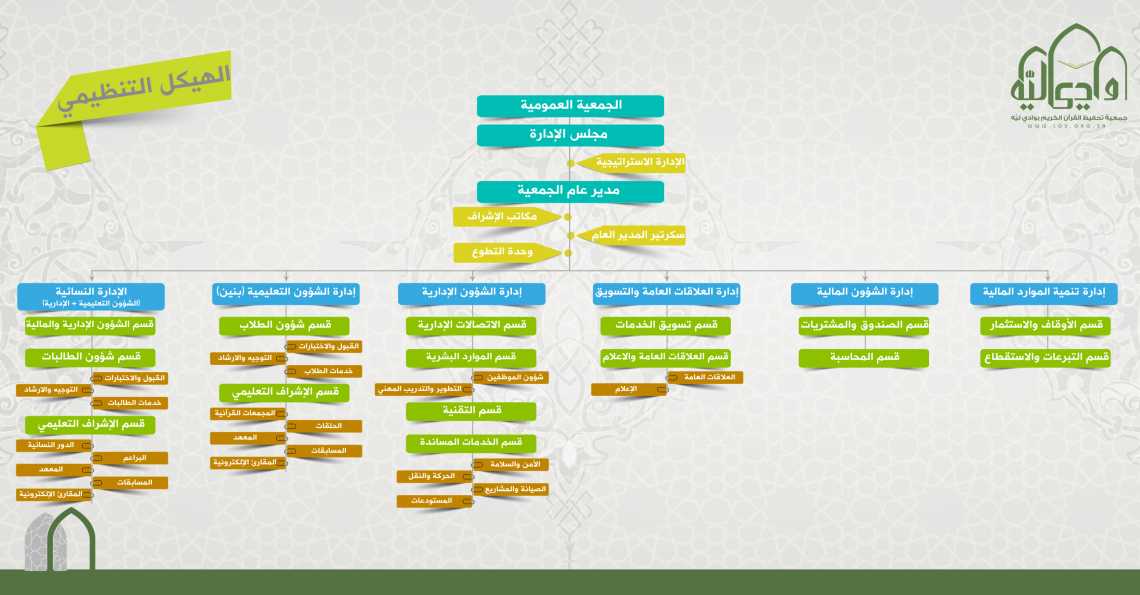 الهيكل التنظيمي
وادي ليّه
جمعية تحفيظ القرآن الكريم بوادي ليّه
الجمعية العمومية
مجلس الإدارة
الإدارة الاستراتيجية
مدير عام الجمعية
مكاتب الإشراف
سكرتير المدير العام
وحدة التطوع
إدارة تنمية الموارد المالية
قسم الأوقاف والاستثمار
قسم التبرعات والاستقطاع
إدارة الشؤون المالية
قسم الصندوق والمشتريات
قسم المحاسبة
إدارة العلاقات العامة والتسويق
قسم تسويق الخدمات
قسم العلاقات العامة والاعلام
العلاقات العامة
الإعلام
إدارة الشؤون الإدارية
قسم الاتصالات الإدارية
قسم الموارد البشرية
شؤون الموظفين
التطوير والتدريب المهني
قسم التقنية
قسم الخدمات المساندة
الأمن والسلامة
الحركة والنقل
الصيانة والمشاريع
المستودعات
إدارة الشؤون التعليمية (بنين)
قسم شؤون الطلاب
القبول والاختبارات
التوجيه والارشاد
خدمات الطلاب
قسم الإشراف التعليمي
المجمعات القرآنية
الحلقات
المعهد
المسابقات
المقارئ الإلكترونية
الإدارة النسائية
(الشؤون التعليمية + الإدارية)
قسم الشؤون الإدارية والمالية
قسم شؤون الطالبات
القبول والاختبارات
التوجيه والارشاد
خدمات الطالبات
قسم الإشراف التعليمي
الدور النسائية
البراعم
المعهد
المسابقات
المقارئ الإلكترونية